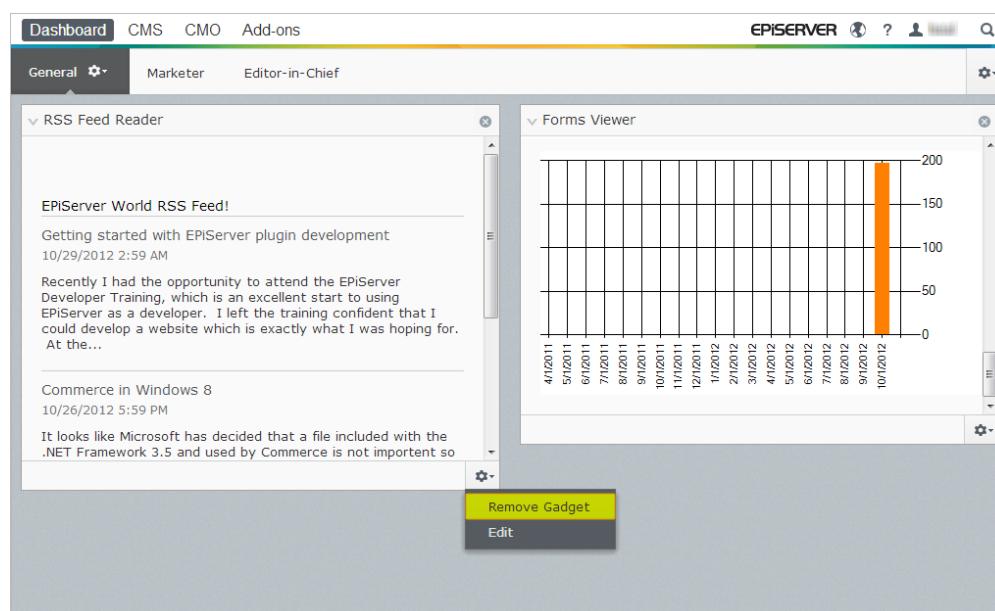 Dashboard CMS CMO Add-ons EPiSERVER ?
General Marketer Editor-in-Chief
RSS Feed Reader
EPiServer World RSS Feed!
Getting started with EPiServer plugin development
10/29/2012 2:59 AM
Recently I had the opportunity to attend the EPiServer
Developer Training, which is an excellent start to using
EPiServer as a developer. I left the training confident that I
could develop a website which is exactly what I was hoping for.
At the...
Commerce in Windows 8
10/26/2012 5:59 PM
It looks like Microsoft has decided that a file included with the
.NET Framework 3.5 and used by Commerce is not importent so
Remove Gadget
Edit
Forms Viewer
200
150
100
50
0
4/1/2011
5/1/2011
6/1/2011
7/1/2011
8/1/2011
9/1/2011
10/1/2011
11/1/2011
12/1/2011
1/1/2012
2/1/2012
3/1/2012
4/1/2012
5/1/2012
6/1/2012
7/1/2012
8/1/2012
9/1/2012
10/1/2012